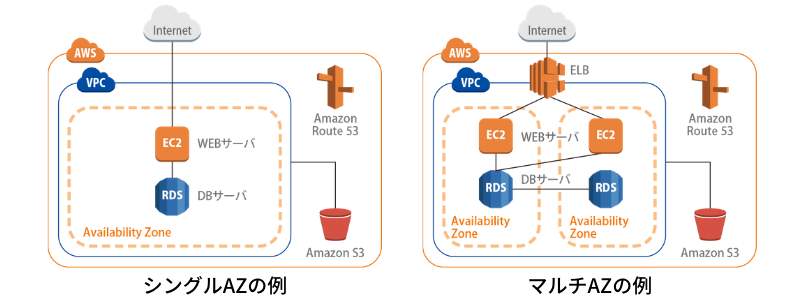 Internet
AWS
VPC
Amazon
Route 53
EC2
WEBサーバ
RDS
DBサーバ
Availability Zone
Amazon S3
シングルAZの例
Internet
AWS
ELB
VPC
Amazon
Route 53
EC2
WEBサーバ
EC2
DBサーバ
RDS
RDS
Availability
Zone
Availability
Zone
Amazon S3
マルチAZの例